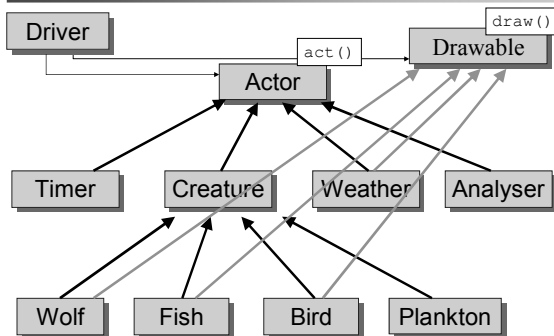 Driver
draw()
Drawable
act()
Actor
Timer
Creature
Weather
Analyser
Wolf
Fish
Bird
Plankton